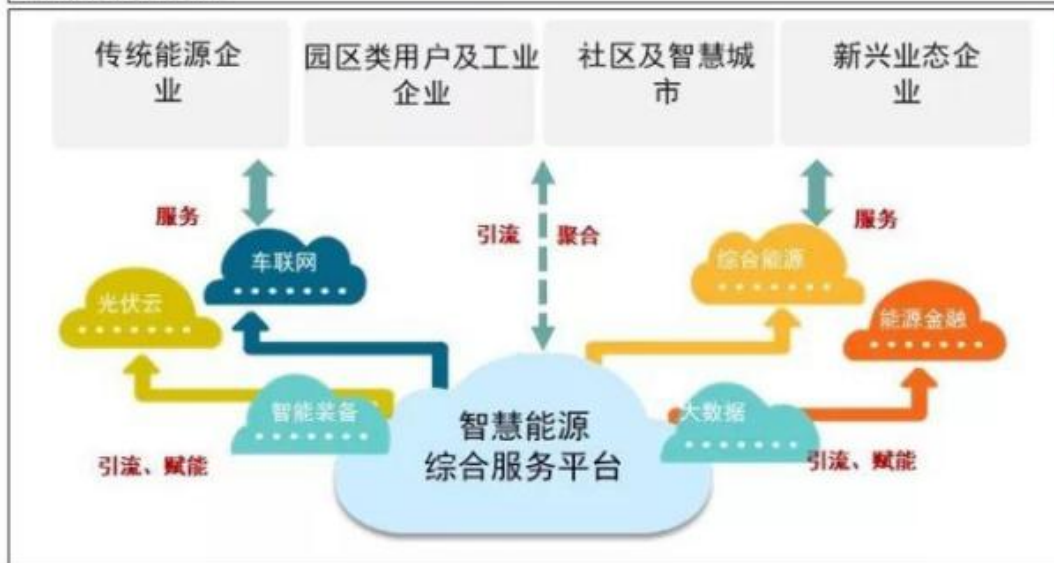 传统能源企
业
园区类用户及工业
企业
社区及智慧城
市
新兴业态企
业
服务
引流
聚合
服务
车联网
综合能源
光伏云
能源金融
智能装备
大数据
智慧能源
综合服务平台
引流、赋能
引流、赋能